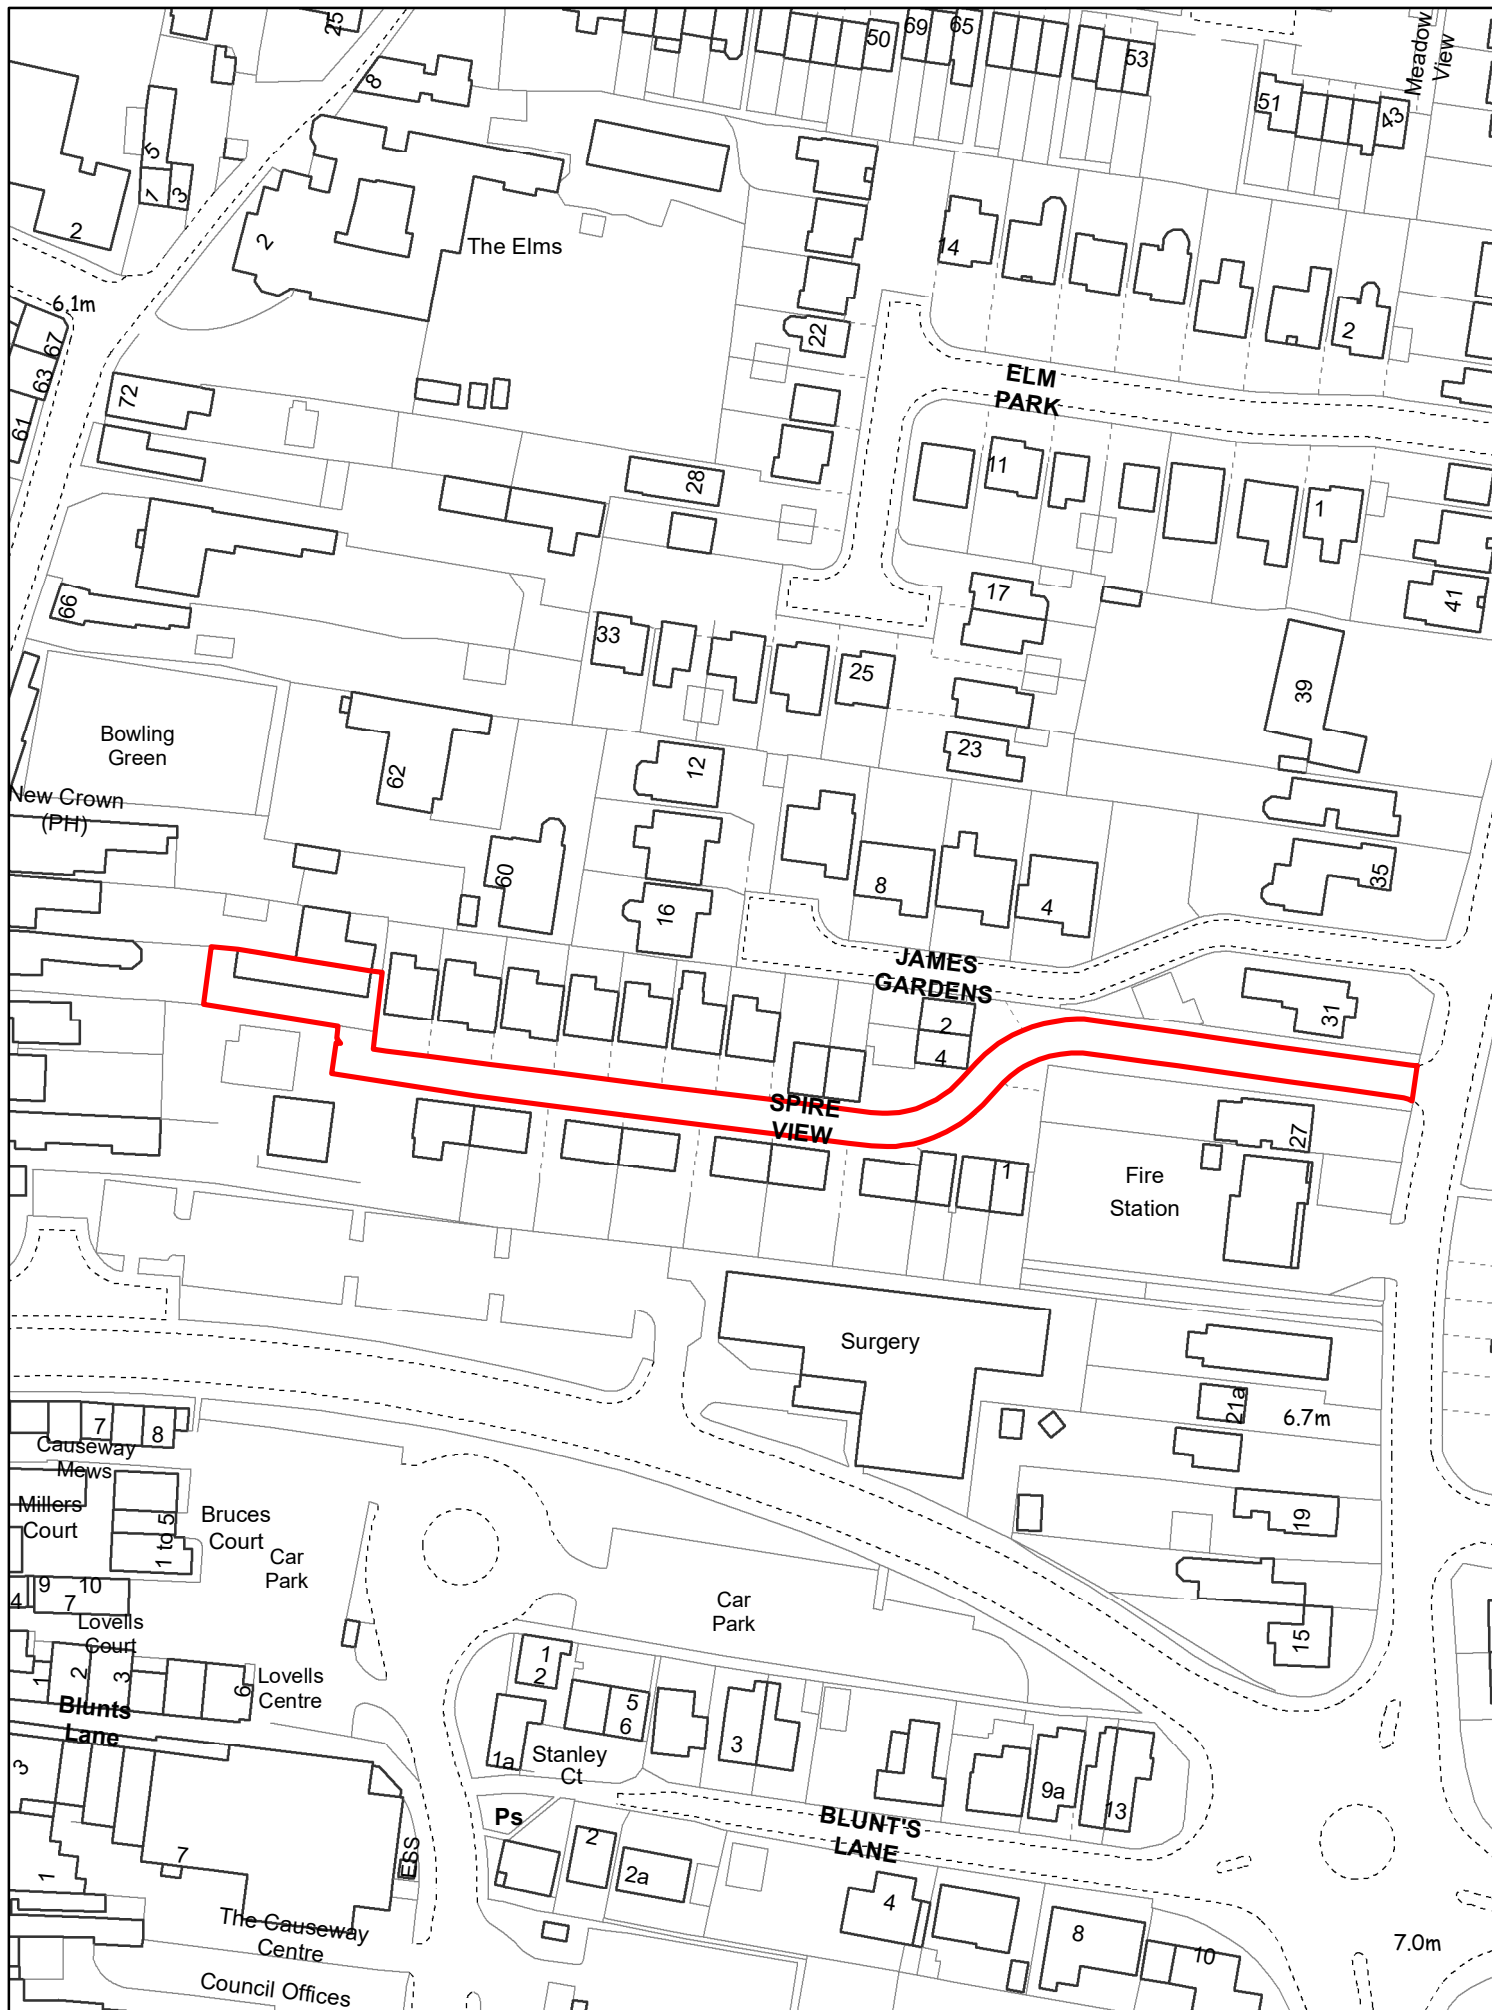 25
50
69
65
53
Meadow
View
8
51
43
5
1
3
2
2
The Elms
14
22
2
6.1m
67
63
61
72
ELM
PARK
28
11
1
17
41
66
33
25
39
Bowling
Green
62
12
23
New Crown
(PH)
60
16
8
4
35
JAMES
GARDENS
2
4
31
SPIRE
VIEW
27
1
Fire
Station
Surgery
21a
6.7m
7
8
Causeway
Mews
Millers
Court
Bruces
Court
1 to 5
Car
Park
19
4
9
10
7
Lovells
Court
Car
Park
15
1
2
3
6
Lovells
Centre
1
2
5
6
Blunts
Lane
1a
Stanley
Ct
3
9a
13
3
Ps
BLUNT'S
LANE
7
1
ESS
2
2a
4
8
10
7.0m
The Causeway
Centre
Council Offices